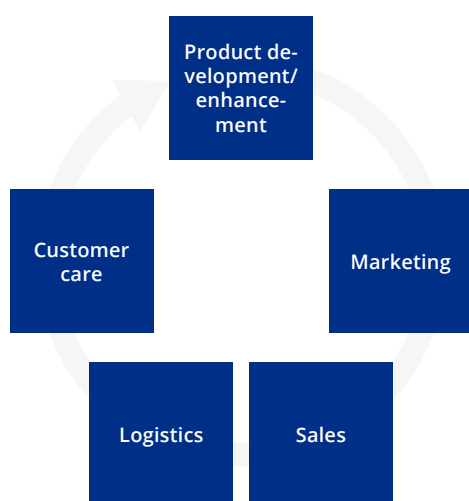 Product de-
velopment/
enhance-
ment
Marketing
Sales
Logistics
Customer
care